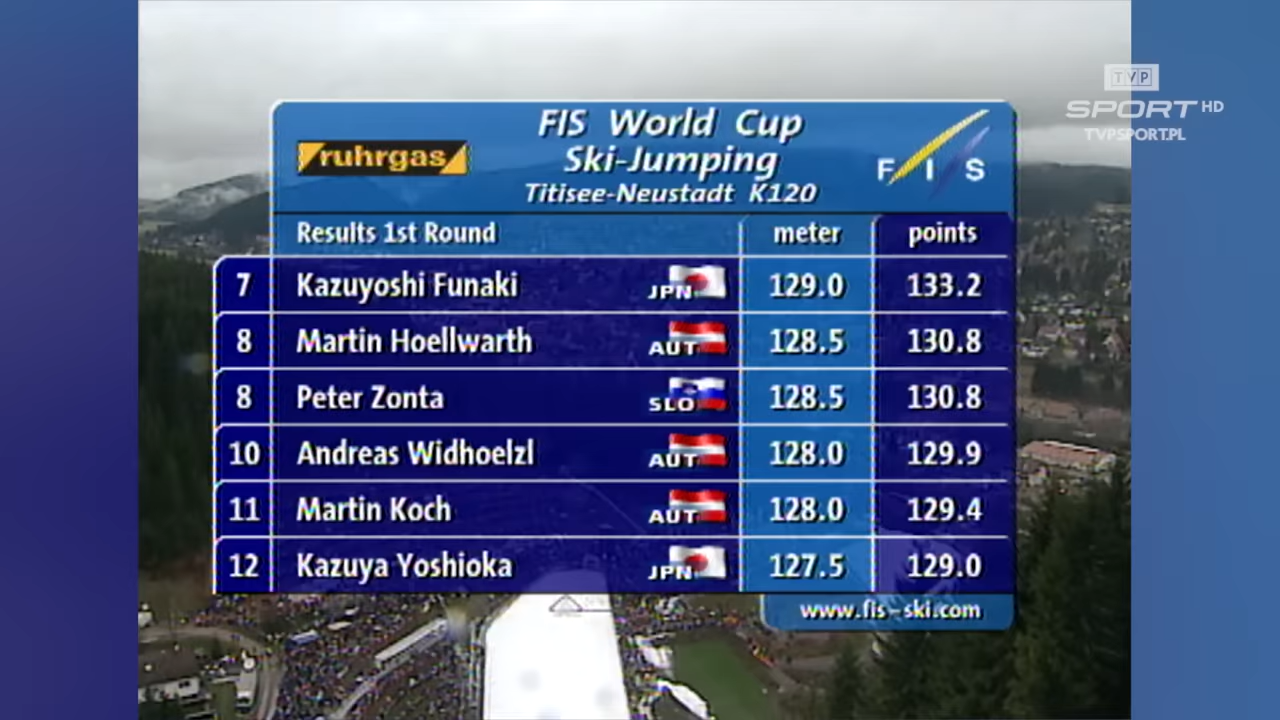 TVP
SPORT HD
TVPSPORT.PL
FIS World Cup
ruhrgas
Ski-Jumping
F I S
Titisee-Neustadt K120
Results 1st Round meter points
7 Kazuyoshi Funaki JPN 129.0 133.2
8 Martin Hoellwarth AUT 128.5 130.8
8 Peter Zonta SLO 128.5 130.8
10 Andreas Widhoelzl AUT 128.0 129.9
11 Martin Koch AUT 128.0 129.4
12 Kazuya Yoshioka JPN 127.5 129.0
www.fis-ski.com